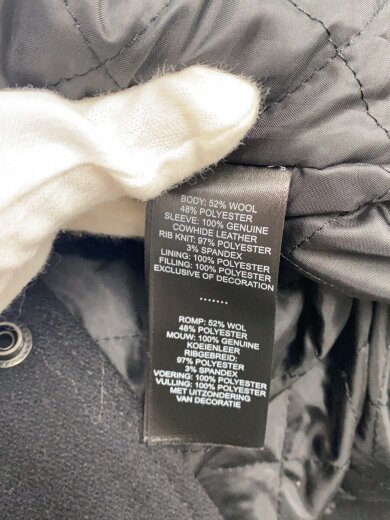 BODY: 52% WOOL
48% POLYESTER
SLEEVE: 100% GENUINE
COWHIDE LEATHER
RIB KNIT: 97% POLYESTER
3% SPANDEX
LINING: 100% POLYESTER
FILLING: 100% POLYESTER
EXCLUSIVE OF DECORATION
.......
ROMP: 52% WOL
48% POLYESTER
MOUW: 100% GENUINE
KOEIENLEER
RIBGEBREID:
97% POLYESTER
3% SPANDEX
VOERING: 100% POLYESTER
VULLING: 100% POLYESTER
MET UITZONDERING
VAN DECORATIE